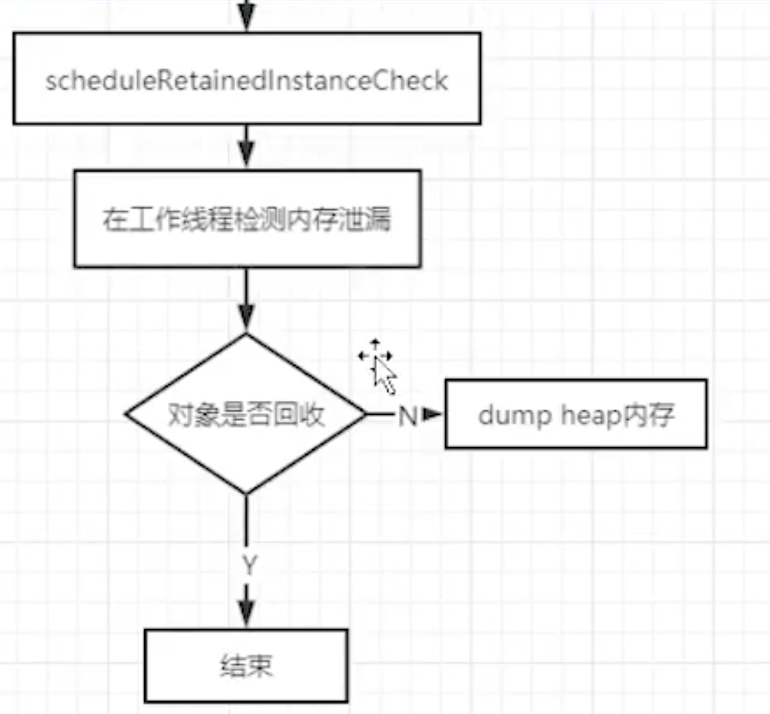 scheduleRetainedInstanceCheck
在工作线程检测内存泄漏
对象是否回收
N
dump heap内存
Y
结束